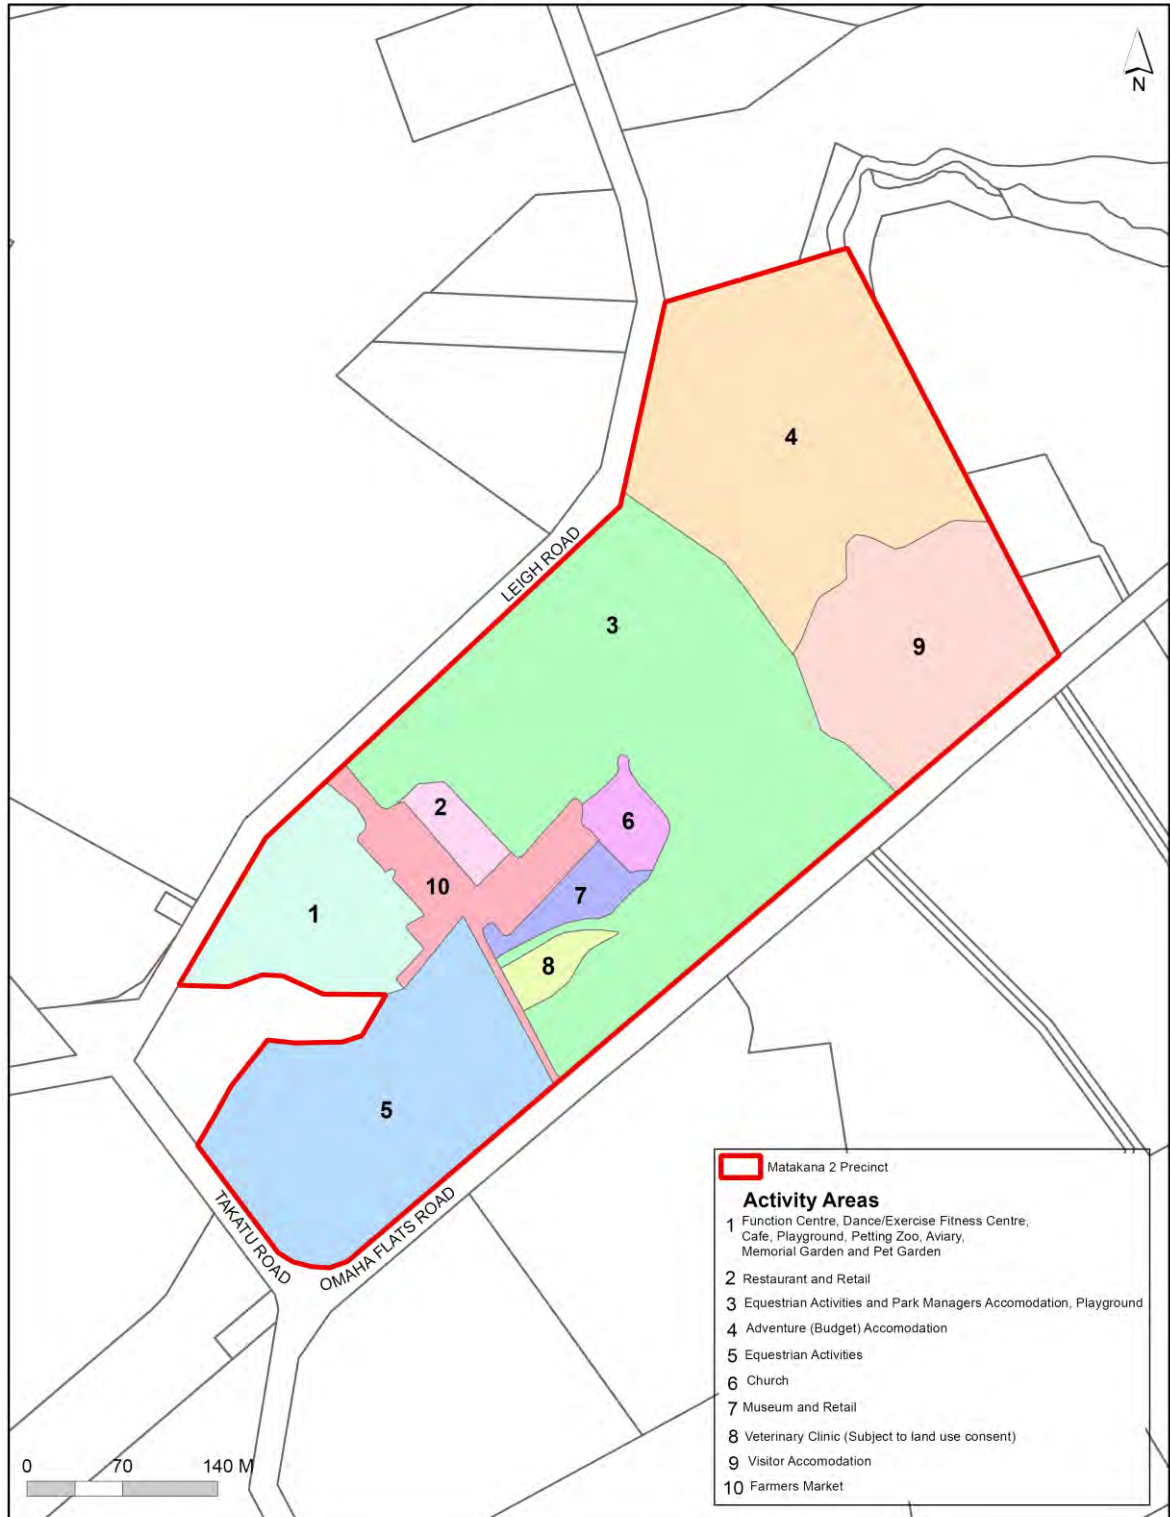 N
4
LEIGH ROAD
3
9
2
6
10
7
1
8
5
TAKATU ROAD
OMAHA FLATS ROAD
Matakana 2 Precinct
Activity Areas
1 Function Centre, Dance/Exercise Fitness Centre,
Cafe, Playground, Petting Zoo, Aviary,
Memorial Garden and Pet Garden
2 Restaurant and Retail
3 Equestrian Activities and Park Managers Accomodation, Playground
4 Adventure (Budget) Accomodation
5 Equestrian Activities
6 Church
7 Museum and Retail
8 Veterinary Clinic (Subject to land use consent)
9 Visitor Accomodation
10 Farmers Market
0 70 140 M